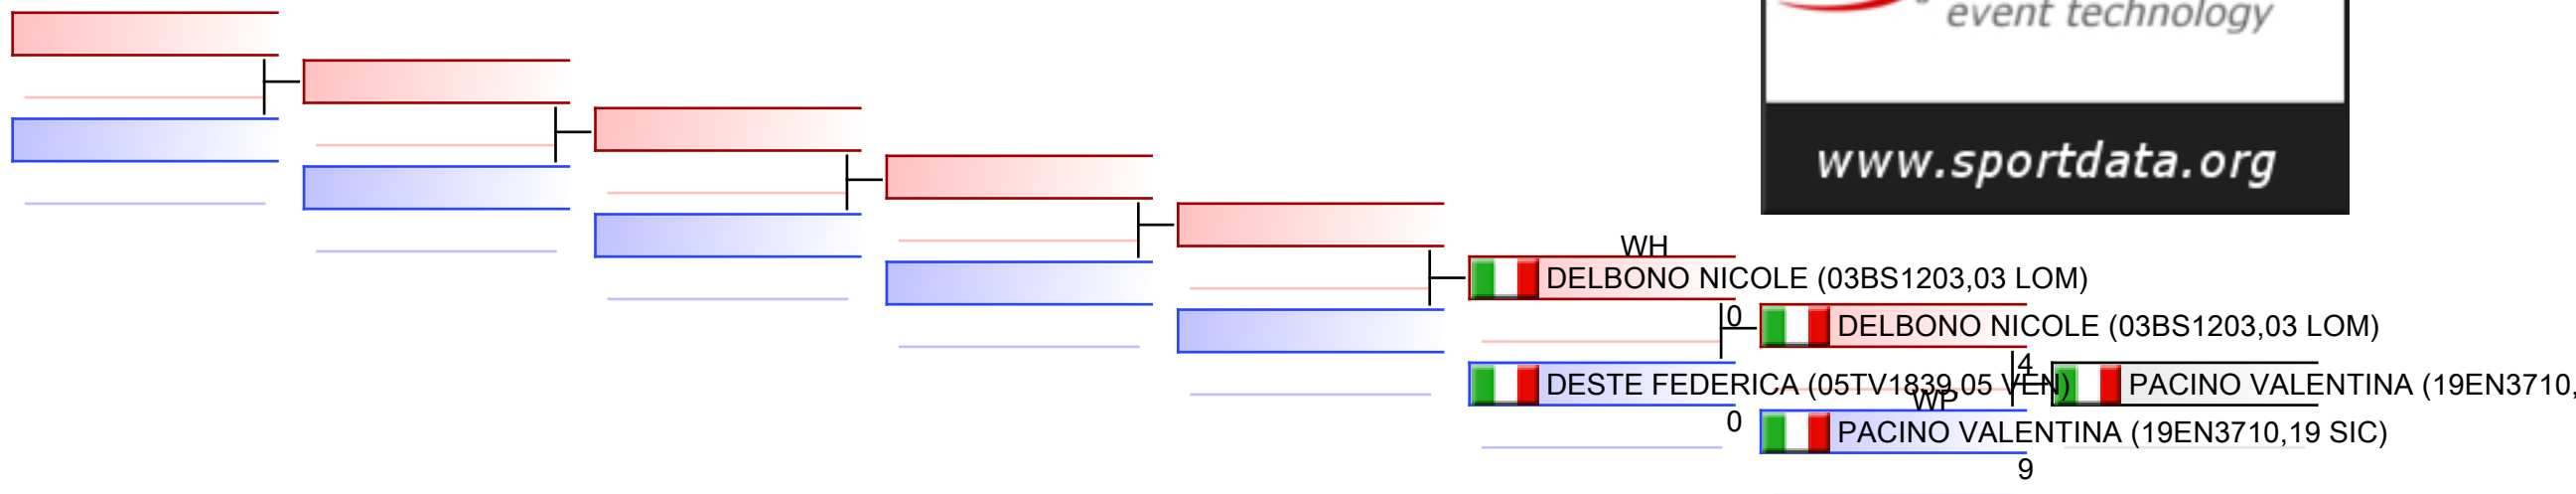 event technology
www.sportdata.org
WH
DELBONO NICOLE (03BS1203,03 LOM)
0
DELBONO NICOLE (03BS1203,03 LOM)
4
DESTE FEDERICA (05TV1839,05 VEN)
PACINO VALENTINA (19EN3710,
WP
0
PACINO VALENTINA (19EN3710,19 SIC)
9